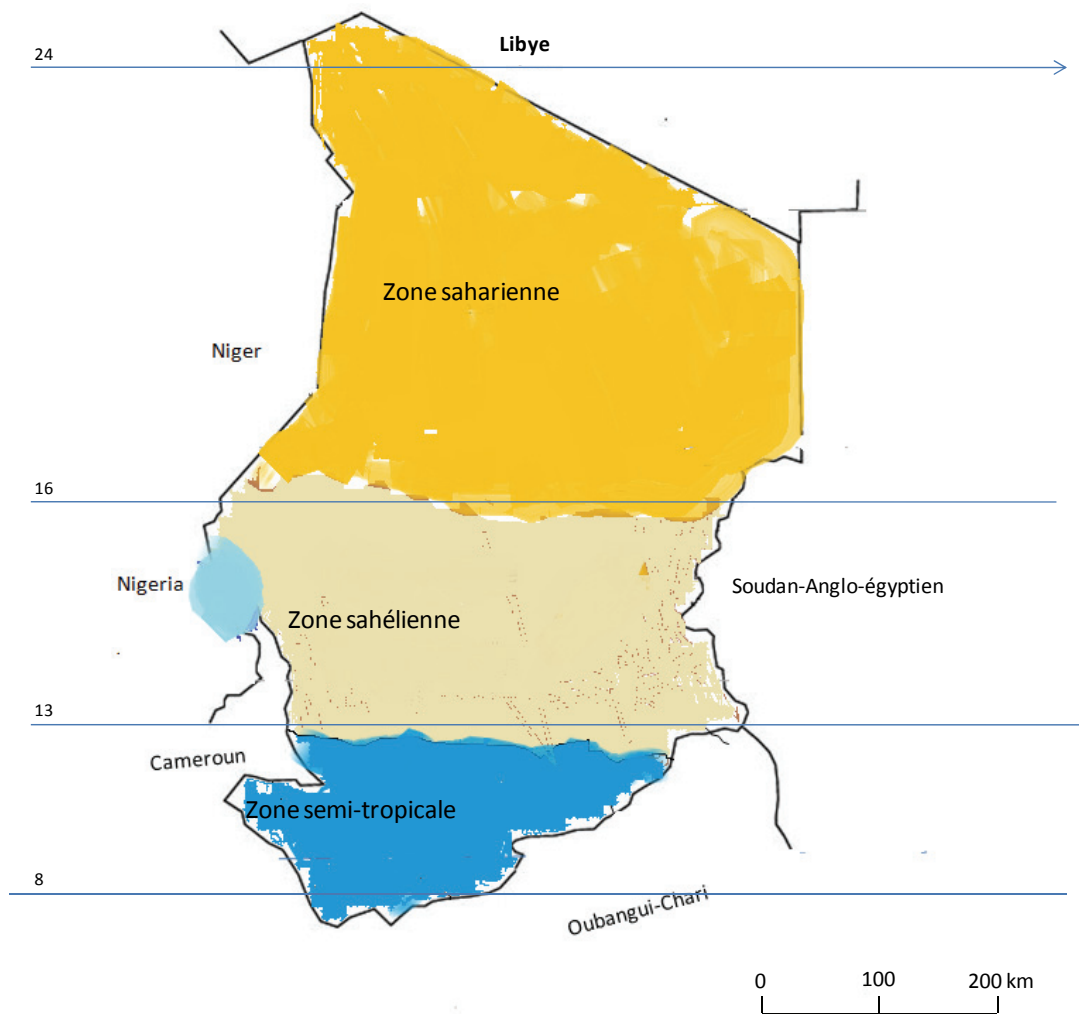 Libye
24
Zone saharienne
Niger
16
Nigeria
Soudan-Anglo-égyptien
Zone sahélienne
13
Cameroun
Zone semi-tropicale
8
Oubangui-Chari
0 100 200 km